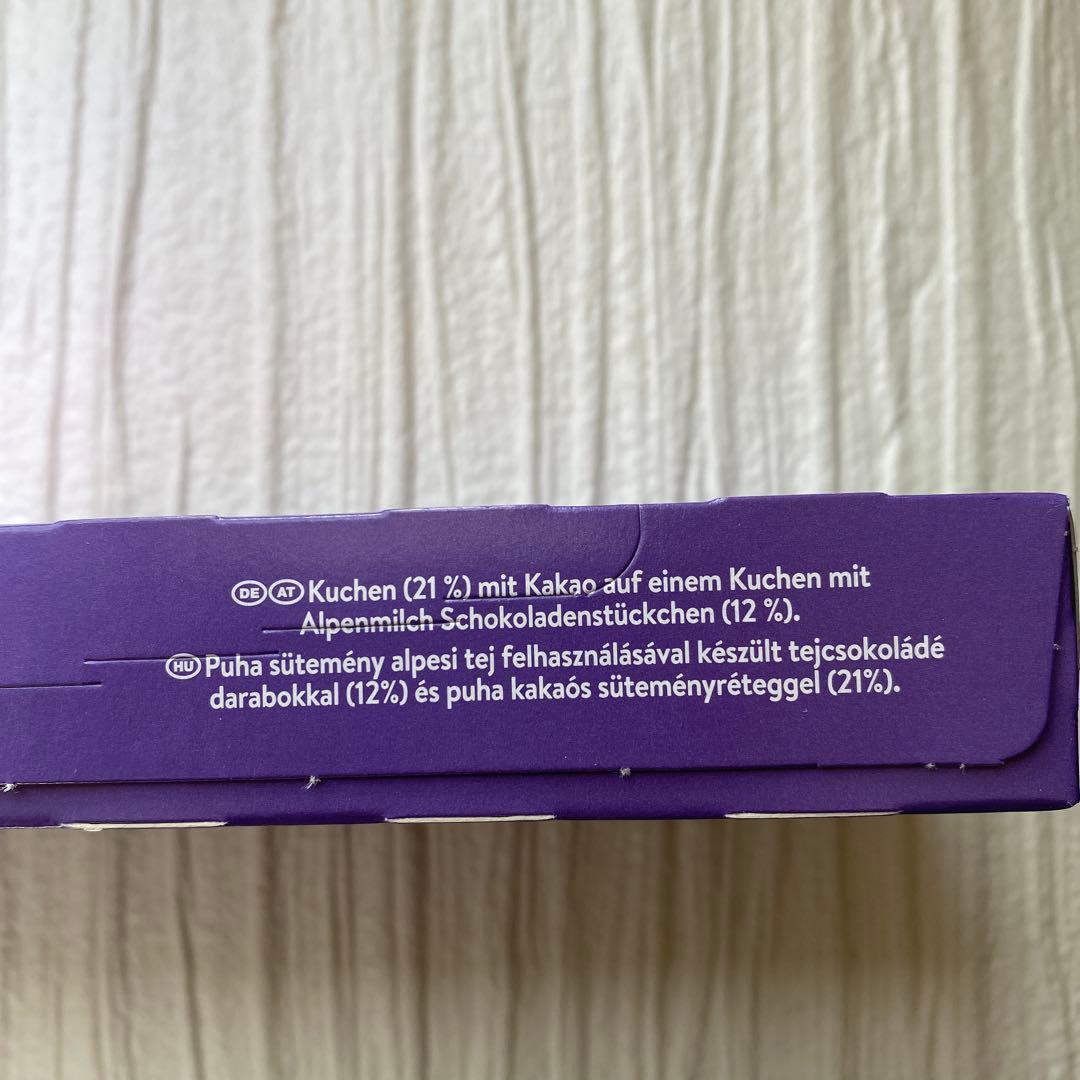 DE AT Kuchen (21 %) mit Kakao auf einem Kuchen mit
Alpenmilch Schokoladenstückchen (12 %).
HU Puha sütemény alpesi tej felhasználásával készült tejcsokoládé
darabokkal (12%) és puha kakaós süteményréteggel (21%).